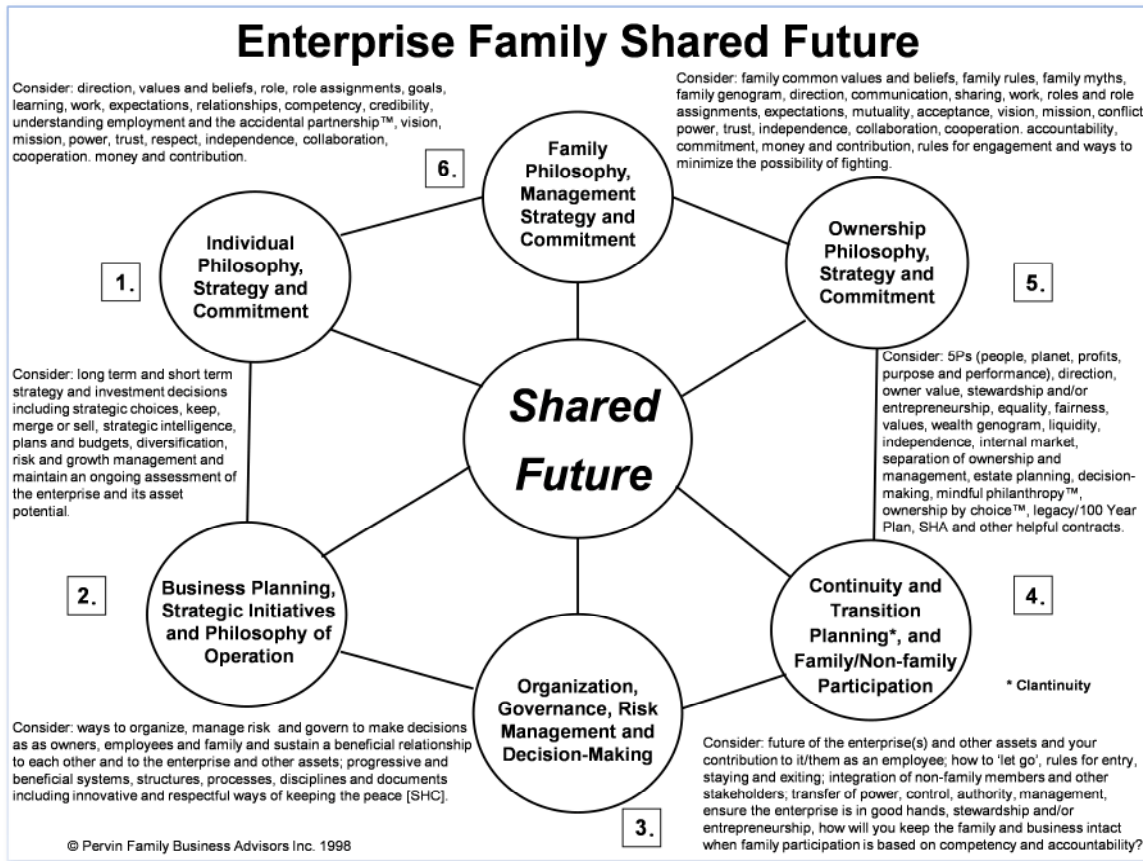 Enterprise Family Shared Future
Consider: direction, values and beliefs, role, role assignments, goals,
learning, work, expectations, relationships, competency, credibility,
understanding employment and the accidental partnership™, vision,
mission, power, trust, respect, independence, collaboration,
cooperation. money and contribution.
Consider: family common values and beliefs, family rules, family myths,
family genogram, direction, communication, sharing, work, roles and role
assignments, expectations, mutuality, acceptance, vision, mission, conflict
power, trust, independence, collaboration, cooperation. accountability,
commitment, money and contribution, rules for engagement and ways to
minimize the possibility of fighting.
6.
Family
Philosophy,
Management
Strategy and
Commitment
1.
Individual
Philosophy,
Strategy and
Commitment
Ownership
Philosophy,
Strategy and
Commitment
5.
Consider: long term and short term
strategy and investment decisions
including strategic choices, keep,
merge or sell, strategic intelligence,
plans and budgets, diversification,
risk and growth management and
maintain an ongoing assessment of
the enterprise and its asset
potential.
Shared
Future
Consider: 5Ps (people, planet, profits,
purpose and performance), direction,
owner value, stewardship and/or
entrepreneurship, equality, fairness,
values, wealth genogram, liquidity,
independence, internal market,
separation of ownership and
management, estate planning, decision-
making, mindful philanthropy™,
ownership by choice™, legacy/100 Year
Plan, SHA and other helpful contracts.
2.
Business Planning,
Strategic Initiatives
and Philosophy of
Operation
Continuity and
Transition
Planning*, and
Family/Non-family
Participation
4.
* Clantinuity
Organization,
Governance, Risk
Management and
Decision-Making
3.
Consider: ways to organize, manage risk and govern to make decisions
as as owners, employees and family and sustain a beneficial relationship
to each other and to the enterprise and other assets; progressive and
beneficial systems, structures, processes, disciplines and documents
including innovative and respectful ways of keeping the peace [SHC].
Consider: future of the enterprise(s) and other assets and your
contribution to it/them as an employee; how to 'let go', rules for entry,
staying and exiting; integration of non-family members and other
stakeholders; transfer of power, control, authority, management,
ensure the enterprise is in good hands, stewardship and/or
entrepreneurship, how will you keep the family and business intact
when family participation is based on competency and accountability?
© Pervin Family Business Advisors Inc. 1998